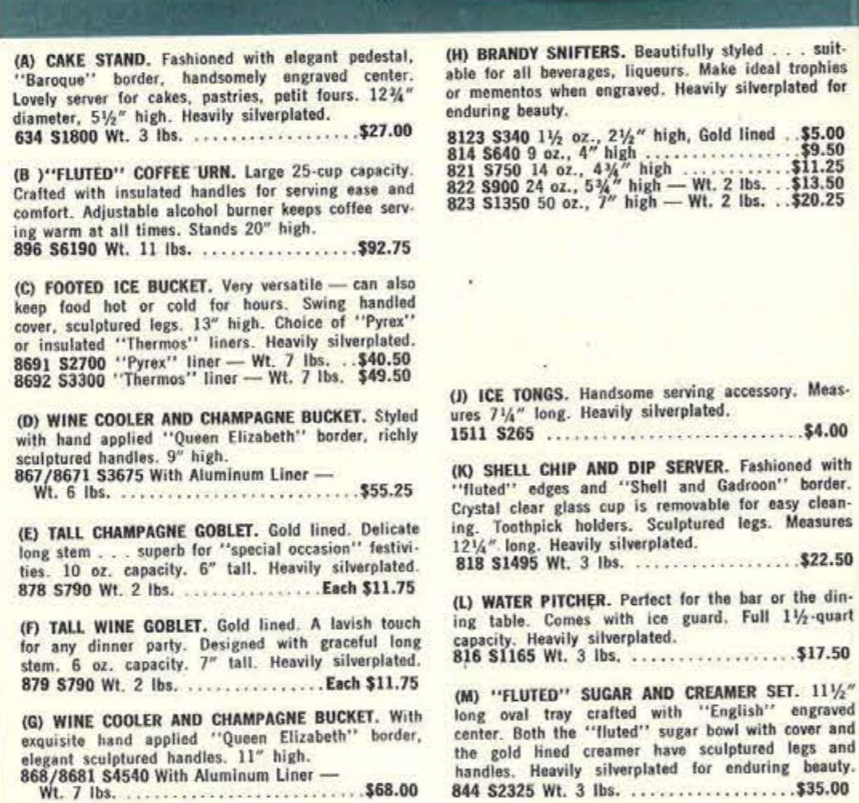 (A) CAKE STAND. Fashioned with elegant pedestal,
"Baroque" border, handsomely engraved center.
Lovely server for cakes, pastries, petit fours. 12¾"
diameter, 5½" high. Heavily silverplated.
634 S1800 Wt. 3 lbs. ...................$27.00
(B )"FLUTED" COFFEE URN. Large 25-cup capacity.
Crafted with insulated handles for serving ease and
comfort. Adjustable alcohol burner keeps coffee serv-
ing warm at all times. Stands 20" high.
896 S6190 Wt. 11 lbs. ..................$92.75
(C) FOOTED ICE BUCKET. Very versatile — can also
keep food hot or cold for hours. Swing handled
cover, sculptured legs. 13" high. Choice of "Pyrex"
or insulated "Thermos" liners. Heavily silverplated.
8691 S2700 "Pyrex" liner — Wt. 7 lbs. ..$40.50
8692 S3300 "Thermos" liner — Wt. 7 lbs. $49.50
(D) WINE COOLER AND CHAMPAGNE BUCKET. Styled
with hand applied "Queen Elizabeth" border, richly
sculptured handles. 9" high.
867/8671 S3675 With Aluminum Liner —
Wt. 6 lbs. ...........................$55.25
(E) TALL CHAMPAGNE GOBLET. Gold lined. Delicate
long stem . . . superb for "special occasion" festivi-
ties. 10 oz. capacity. 6" tall. Heavily silverplated.
878 S790 Wt. 2 lbs. ...............Each $11.75
(F) TALL WINE GOBLET. Gold lined. A lavish touch
for any dinner party. Designed with graceful long
stem. 6 oz. capacity. 7" tall. Heavily silverplated.
879 S790 Wt. 2 lbs. ...............Each $11.75
(G) WINE COOLER AND CHAMPAGNE BUCKET. With
exquisite hand applied "Queen Elizabeth" border,
elegant sculptured handles. 11" high.
868/8681 S4540 With Aluminum Liner —
Wt. 7 lbs. ...........................$68.00
(H) BRANDY SNIFTERS. Beautifully styled . . . suit-
able for all beverages, liqueurs. Make ideal trophies
or mementos when engraved. Heavily silverplated for
enduring beauty.
8123 S340 1½ oz., 2½" high, Gold lined ..$5.00
814 S640 9 oz., 4" high .................$9.50
821 S750 14 oz., 4¾" high ............$11.25
822 S900 24 oz., 5¾" high — Wt. 2 lbs. ..$13.50
823 S1350 50 oz., 7" high — Wt. 2 lbs. ..$20.25
(J) ICE TONGS. Handsome serving accessory. Meas-
ures 7¼" long. Heavily silverplated.
1511 S265 .............................$4.00
(K) SHELL CHIP AND DIP SERVER. Fashioned with
"fluted" edges and "Shell and Gadroon" border.
Crystal clear glass cup is removable for easy clean-
ing. Toothpick holders. Sculptured legs. Measures
12¼" long. Heavily silverplated.
818 S1495 Wt. 3 lbs. ..................$22.50
(L) WATER PITCHER. Perfect for the bar or the din-
ing table. Comes with ice guard. Full 1½-quart
capacity. Heavily silverplated.
816 S1165 Wt. 3 lbs. ..................$17.50
(M) "FLUTED" SUGAR AND CREAMER SET. 11½"
long oval tray crafted with "English" engraved
center. Both the "fluted" sugar bowl with cover and
the gold lined creamer have sculptured legs and
handles. Heavily silverplated for enduring beauty.
844 S2325 Wt. 3 lbs. ..................$35.00